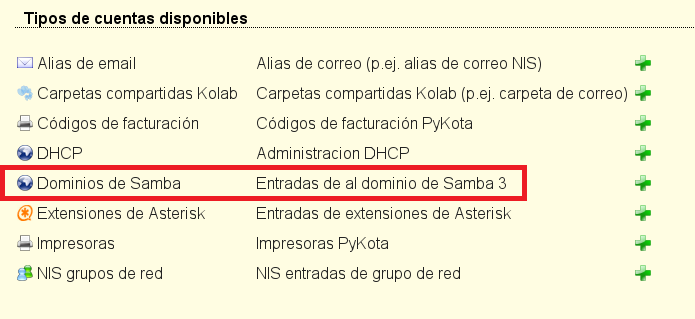 Tipos de cuentas disponibles
Alias de email Alias de correo (p.ej. alias de correo NIS)
Carpetas compartidas Kolab Carpetas compartidas Kolab (p.ej. carpeta de correo)
Códigos de facturación Códigos de facturación PyKota
DHCP Administracion DHCP
Dominios de Samba Entradas de al dominio de Samba 3
Extensiones de Asterisk Entradas de extensiones de Asterisk
Impresoras Impresoras PyKota
NIS grupos de red NIS entradas de grupo de red